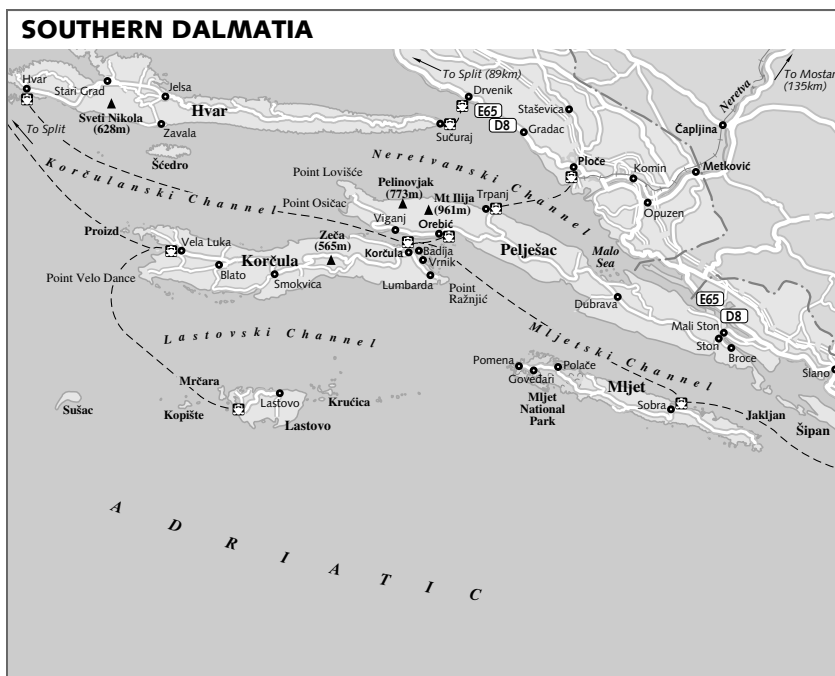 SOUTHERN DALMATIA
Hvar
Stari Grad
Jelsa
Sveti Nikola
(628m)
Hvar
Zavala
To Split
Šćedro
To Split (89km)
Drvenik
E65
D8
Sućuraj
Gradac
Staševica
Neretva
To Mostar
(135km)
Čapljina
Ploče
Komin
Metković
Opuzen
Neretvanski Channel
Korčulanski Channel
Point Lovišće
Point Osičac
Pelinovjak
(773m)
Mt Ilija
(961m)
Trpanj
Viganj
Orebić
Pelješac
Malo
Sea
Proizd
Vela Luka
Blato
Korčula
Zeča
(565m)
Smokvica
Korčula
Badija
Vrnik
Lumbarda
Point
Ražnjić
Point Velo Dance
Dubrava
E65
D8
Mali Ston
Ston
Broce
Slano
Lastovski Channel
Mljetski Channel
Pomena
Polače
Govedari
Mljet
National
Park
Mljet
Sobra
Jakljan
Šipan
Sušac
Mrčara
Kopište
Lastovo
Krućica
Lastovo
ADRIATIC